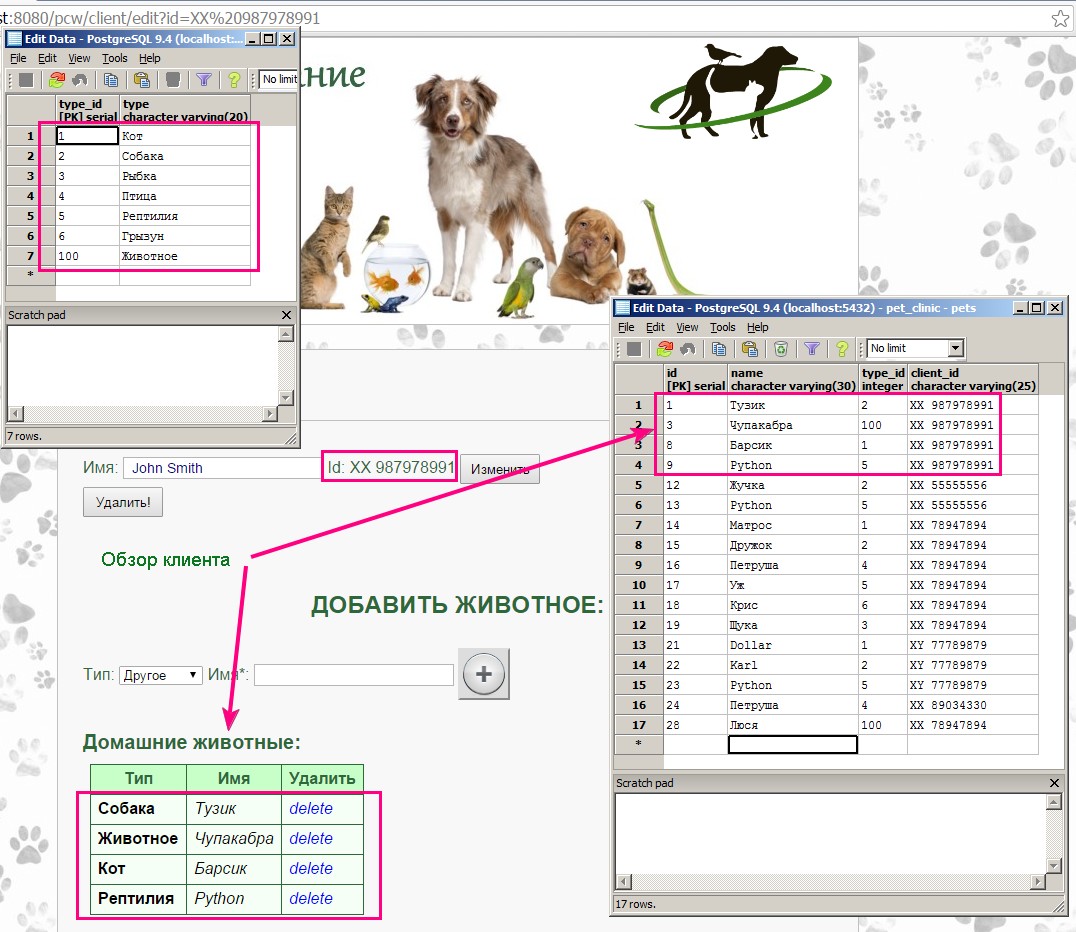 st:8080/pcw/client/edit?id=XX%20987978991
Edit Data - PostgreSQL 9.4 (localhost:...
File Edit View Tools Help
No limit
type_id type
[PK] serial character varying(20)
1 1 Кот
2 2 Собака
3 3 Рыбка
4 4 Птица
5 5 Рептилия
6 6 Грызун
7 100 Животное
*
Scratch pad
7 rows.
ние
Edit Data - PostgreSQL 9.4 (localhost:5432) - pet_clinic - pets
File Edit View Tools Help
No limit
id name type_id client_id
[PK] serial character varying(30) integer character varying(25)
1 1 Тузик 2 XX 987978991
2 3 Чупакабра 100 XX 987978991
3 8 Барсик 1 XX 987978991
4 9 Python 5 XX 987978991
5 12 Жучка 2 XX 55555556
6 13 Python 5 XX 55555556
7 14 Матрос 1 XX 78947894
8 15 Дружок 2 XX 78947894
9 16 Петруша 4 XX 78947894
10 17 Уж 5 XX 78947894
11 18 Крис 6 XX 78947894
12 19 Щука 3 XX 78947894
13 21 Dollar 1 XY 77789879
14 22 Karl 2 XY 77789879
15 23 Python 5 XY 77789879
16 24 Петруша 4 XX 89034330
17 28 Люся 100 XX 78947894
*
Scratch pad
17 rows.
Имя: John Smith Id: XX 987978991 Изменить
Удалить!
Обзор клиента
ДОБАВИТЬ ЖИВОТНОЕ:
Тип: Другое Имя*: +
Домашние животные:
Тип Имя Удалить
Собака Тузик delete
Животное Чупакабра delete
Кот Барсик delete
Рептилия Python delete